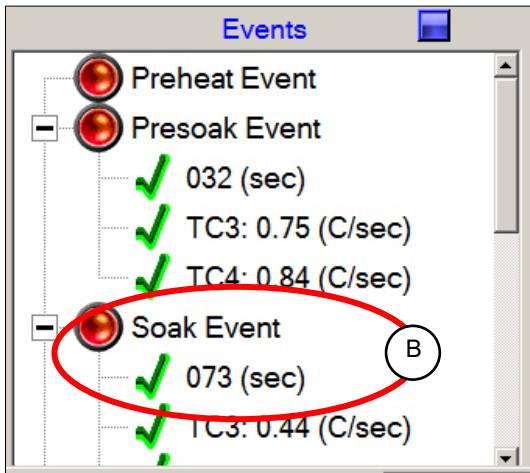 Events
Preheat Event
Presoak Event
032 (sec)
TC3: 0.75 (C/sec)
TC4: 0.84 (C/sec)
Soak Event
B
073 (sec)
TC3: 0.44 (C/sec)